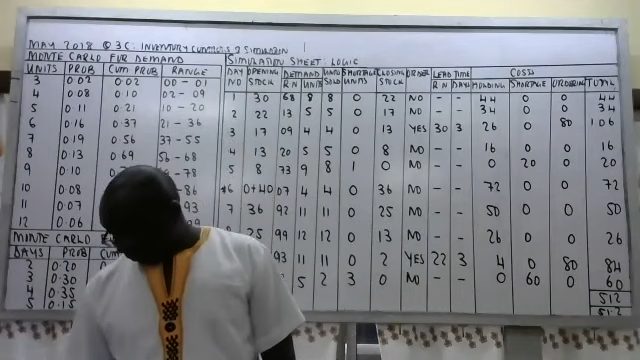 MAY 2018 Q 3C: INVENTORY CONTROL & SIMULATION
MONTE CARLO FOR DEMAND
UNITS PROB CUM PROB RANGE
3 0.02 0.02 00 - 01
4 0.08 0.10 02 - 09
5 0.11 0.21 10 - 20
6 0.16 0.37 21 - 36
7 0.19 0.56 37 - 55
8 0.13 0.69 56 - 68
9 0.10 - 78
10 0.08 - 86
11 0.07 93
12 0.06
MONTE CARLO
DAYS PROB CUM
2 0.20
3 0.30
4 0.35
5 0.15
SIMULATION SHEET: LOGIC
DAY NO OPENING STOCK DEMAND RN UNITS UNITS SOLD SHORTAGE UNITS CLOSING STOCK ORDER LEAD TIME RN DAYS COSTS HOLDING SHORTAGE ORDERING TOTAL
1 30 68 8 8 0 22 NO - - 44 0 0 44
2 22 13 5 5 0 17 NO - - 34 0 0 34
3 17 09 4 4 0 13 YES 30 3 26 0 80 106
4 13 20 5 5 0 8 NO - - 16 0 0 16
5 8 73 9 8 1 0 NO - - 0 20 0 20
6 0+40 07 4 4 0 36 NO - - 72 0 0 72
7 36 92 11 11 0 25 NO - - 50 0 0 50
25 99 12 12 0 13 NO - - 26 0 0 26
93 11 11 0 2 YES 22 3 4 0 80 84
5 2 3 0 NO - - 0 60 0 60
512
512